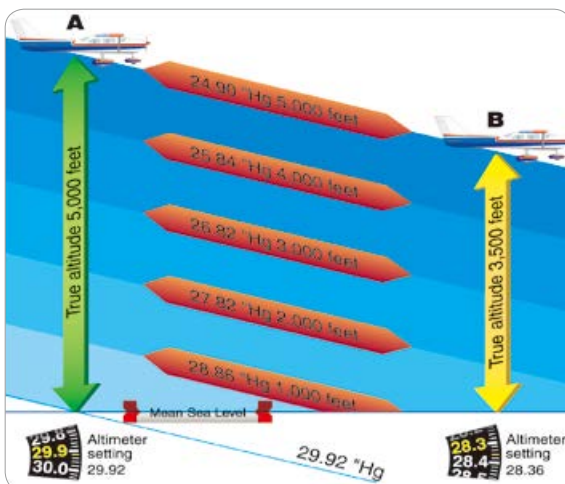 A
B
24.90 "Hg 5,000 feet
25.84 "Hg 4,000 feet
26.82 "Hg 3,000 feet
27.82 "Hg 2,000 feet
28.86 "Hg 1,000 feet
True altitude 5,000 feet
True altitude 3,500 feet
Mean Sea Level
29.92 "Hg
29.8
29.9
30.0
Altimeter
setting
29.92
28.3
28.4
Altimeter
setting
28.36